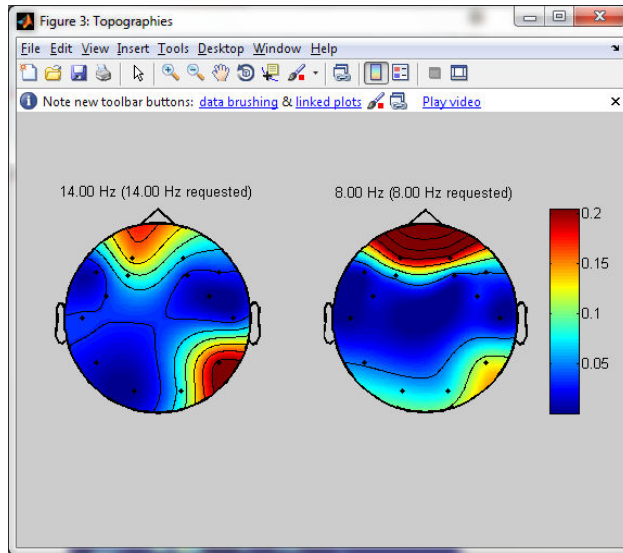 Figure 3: Topographies
File Edit View Insert Tools Desktop Window Help
Note new toolbar buttons: data brushing & linked plots Play video
14.00 Hz (14.00 Hz requested)
8.00 Hz (8.00 Hz requested)
0.2
0.15
0.1
0.05